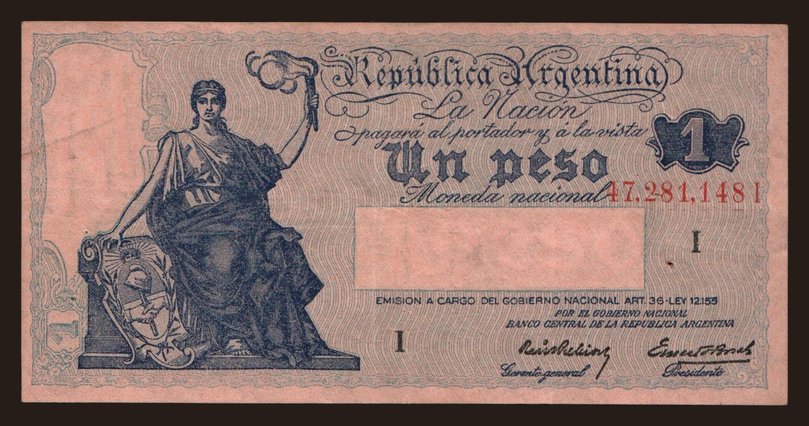 República Argentina
La Nación
pagará al portador y á la vista
Un peso
1
Moneda nacional
47,281,148 I
I
EMISION A CARGO DEL GOBIERNO NACIONAL ART. 36-LEY 12.155
POR EL GOBIERNO NACIONAL
BANCO CENTRAL DE LA REPUBLICA ARGENTINA
I
Gerente general
Presidente
1